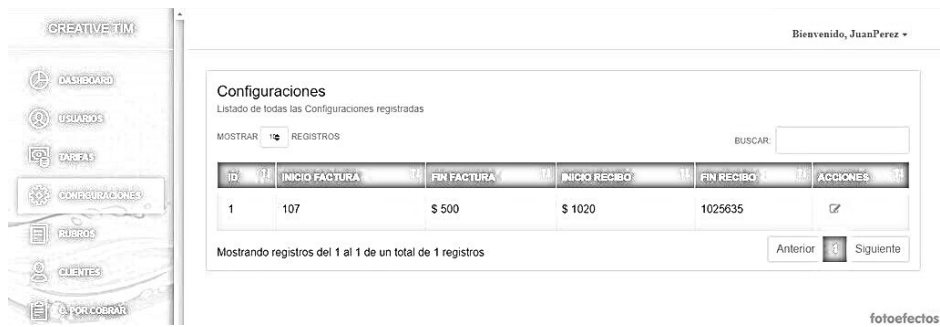 CREATIVE TIM
Bienvenido, JuanPerez
DASHBOARD
USUARIOS
TARIFAS
CONFIGURACIONES
RUBROS
CLIENTES
C. POR COBRAR
Configuraciones
Listado de todas las Configuraciones registradas
MOSTRAR 10 REGISTROS
BUSCAR:
ID INICIO FACTURA FIN FACTURA INICIO RECIBO FIN RECIBO ACCIONES
1 107 $ 500 $ 1020 1025635
Mostrando registros del 1 al 1 de un total de 1 registros
Anterior 1 Siguiente
fotoefectos